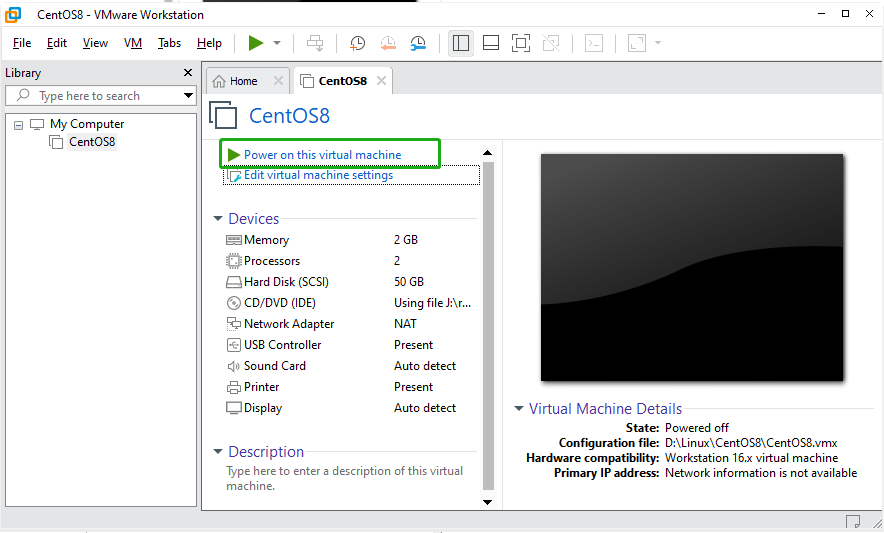 CentOS8 - VMware Workstation
File Edit View VM Tabs Help
Library
Type here to search
My Computer
CentOS8
Home
CentOS8
CentOS8
Power on this virtual machine
Edit virtual machine settings
Devices
Memory 2 GB
Processors 2
Hard Disk (SCSI) 50 GB
CD/DVD (IDE) Using file J:\r...
Network Adapter NAT
USB Controller Present
Sound Card Auto detect
Printer Present
Display Auto detect
Description
Type here to enter a description of this virtual
machine.
Virtual Machine Details
State: Powered off
Configuration file: D:\Linux\CentOS8\CentOS8.vmx
Hardware compatibility: Workstation 16.x virtual machine
Primary IP address: Network information is not available